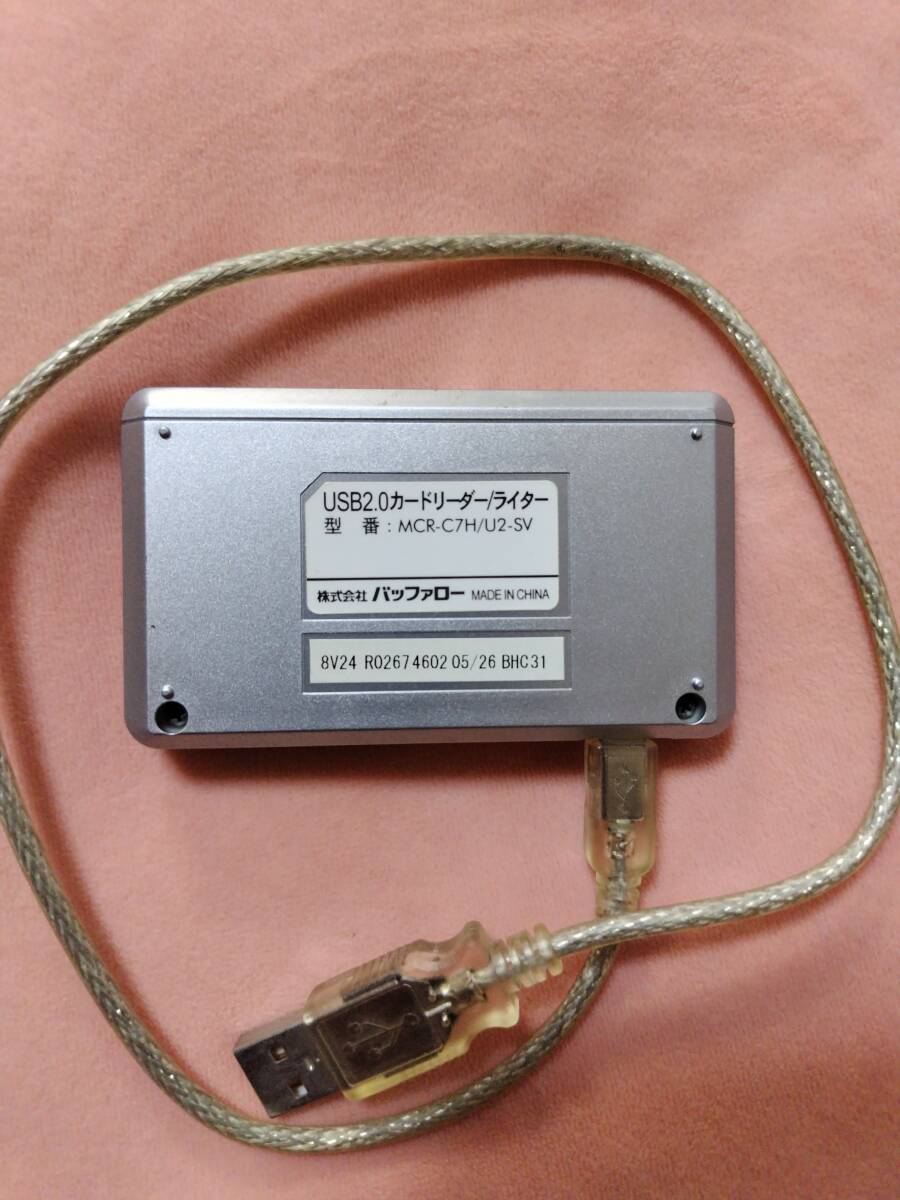 USB2.0カードリーダー/ライター
型 番 : MCR-C7H/U2-SV
株式会社 バッファロー MADE IN CHINA
8V24 R02674602 05/26 BHC31